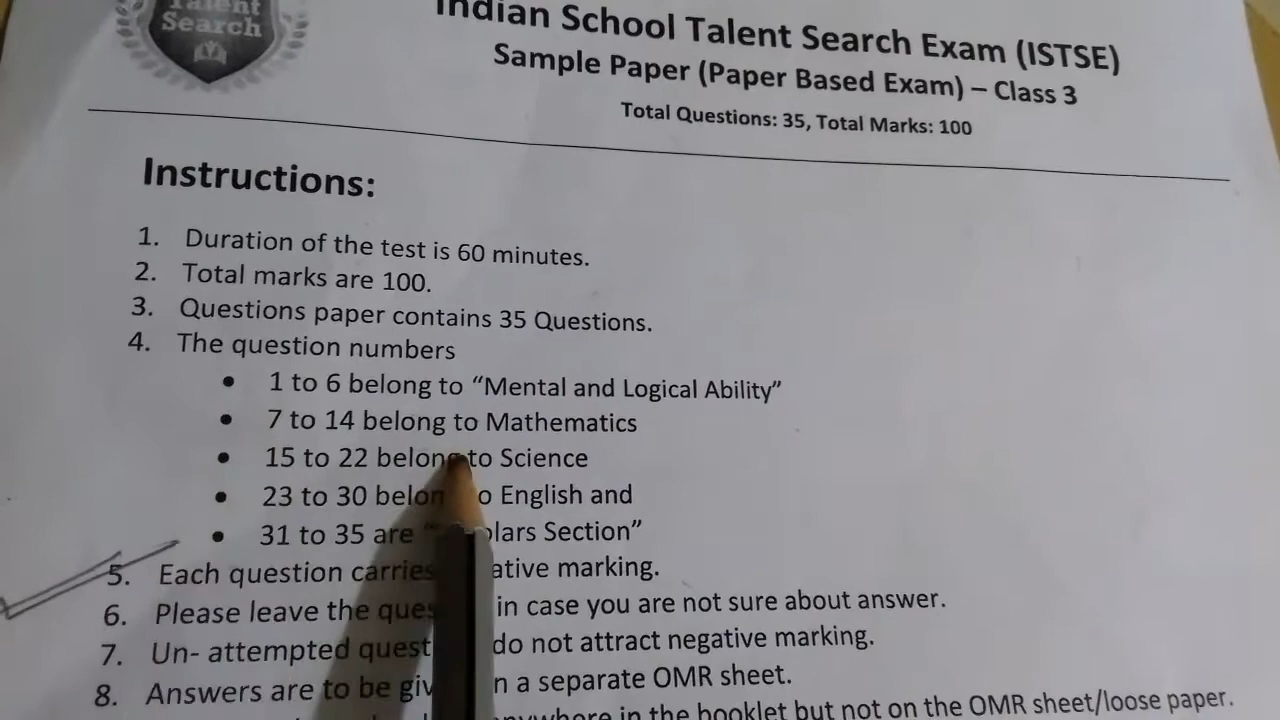 Talent
Search
Indian School Talent Search Exam (ISTSE)
Sample Paper (Paper Based Exam) – Class 3
Total Questions: 35, Total Marks: 100
Instructions:
1. Duration of the test is 60 minutes.
2. Total marks are 100.
3. Questions paper contains 35 Questions.
4. The question numbers
• 1 to 6 belong to “Mental and Logical Ability”
• 7 to 14 belong to Mathematics
• 15 to 22 belong to Science
• 23 to 30 belon o English and
• 31 to 35 are “ olars Section”
5. Each question carries ative marking.
6. Please leave the ques in case you are not sure about answer.
7. Un- attempted quest do not attract negative marking.
8. Answers are to be giv n a separate OMR sheet.
anywhere in the booklet but not on the OMR sheet/loose paper.